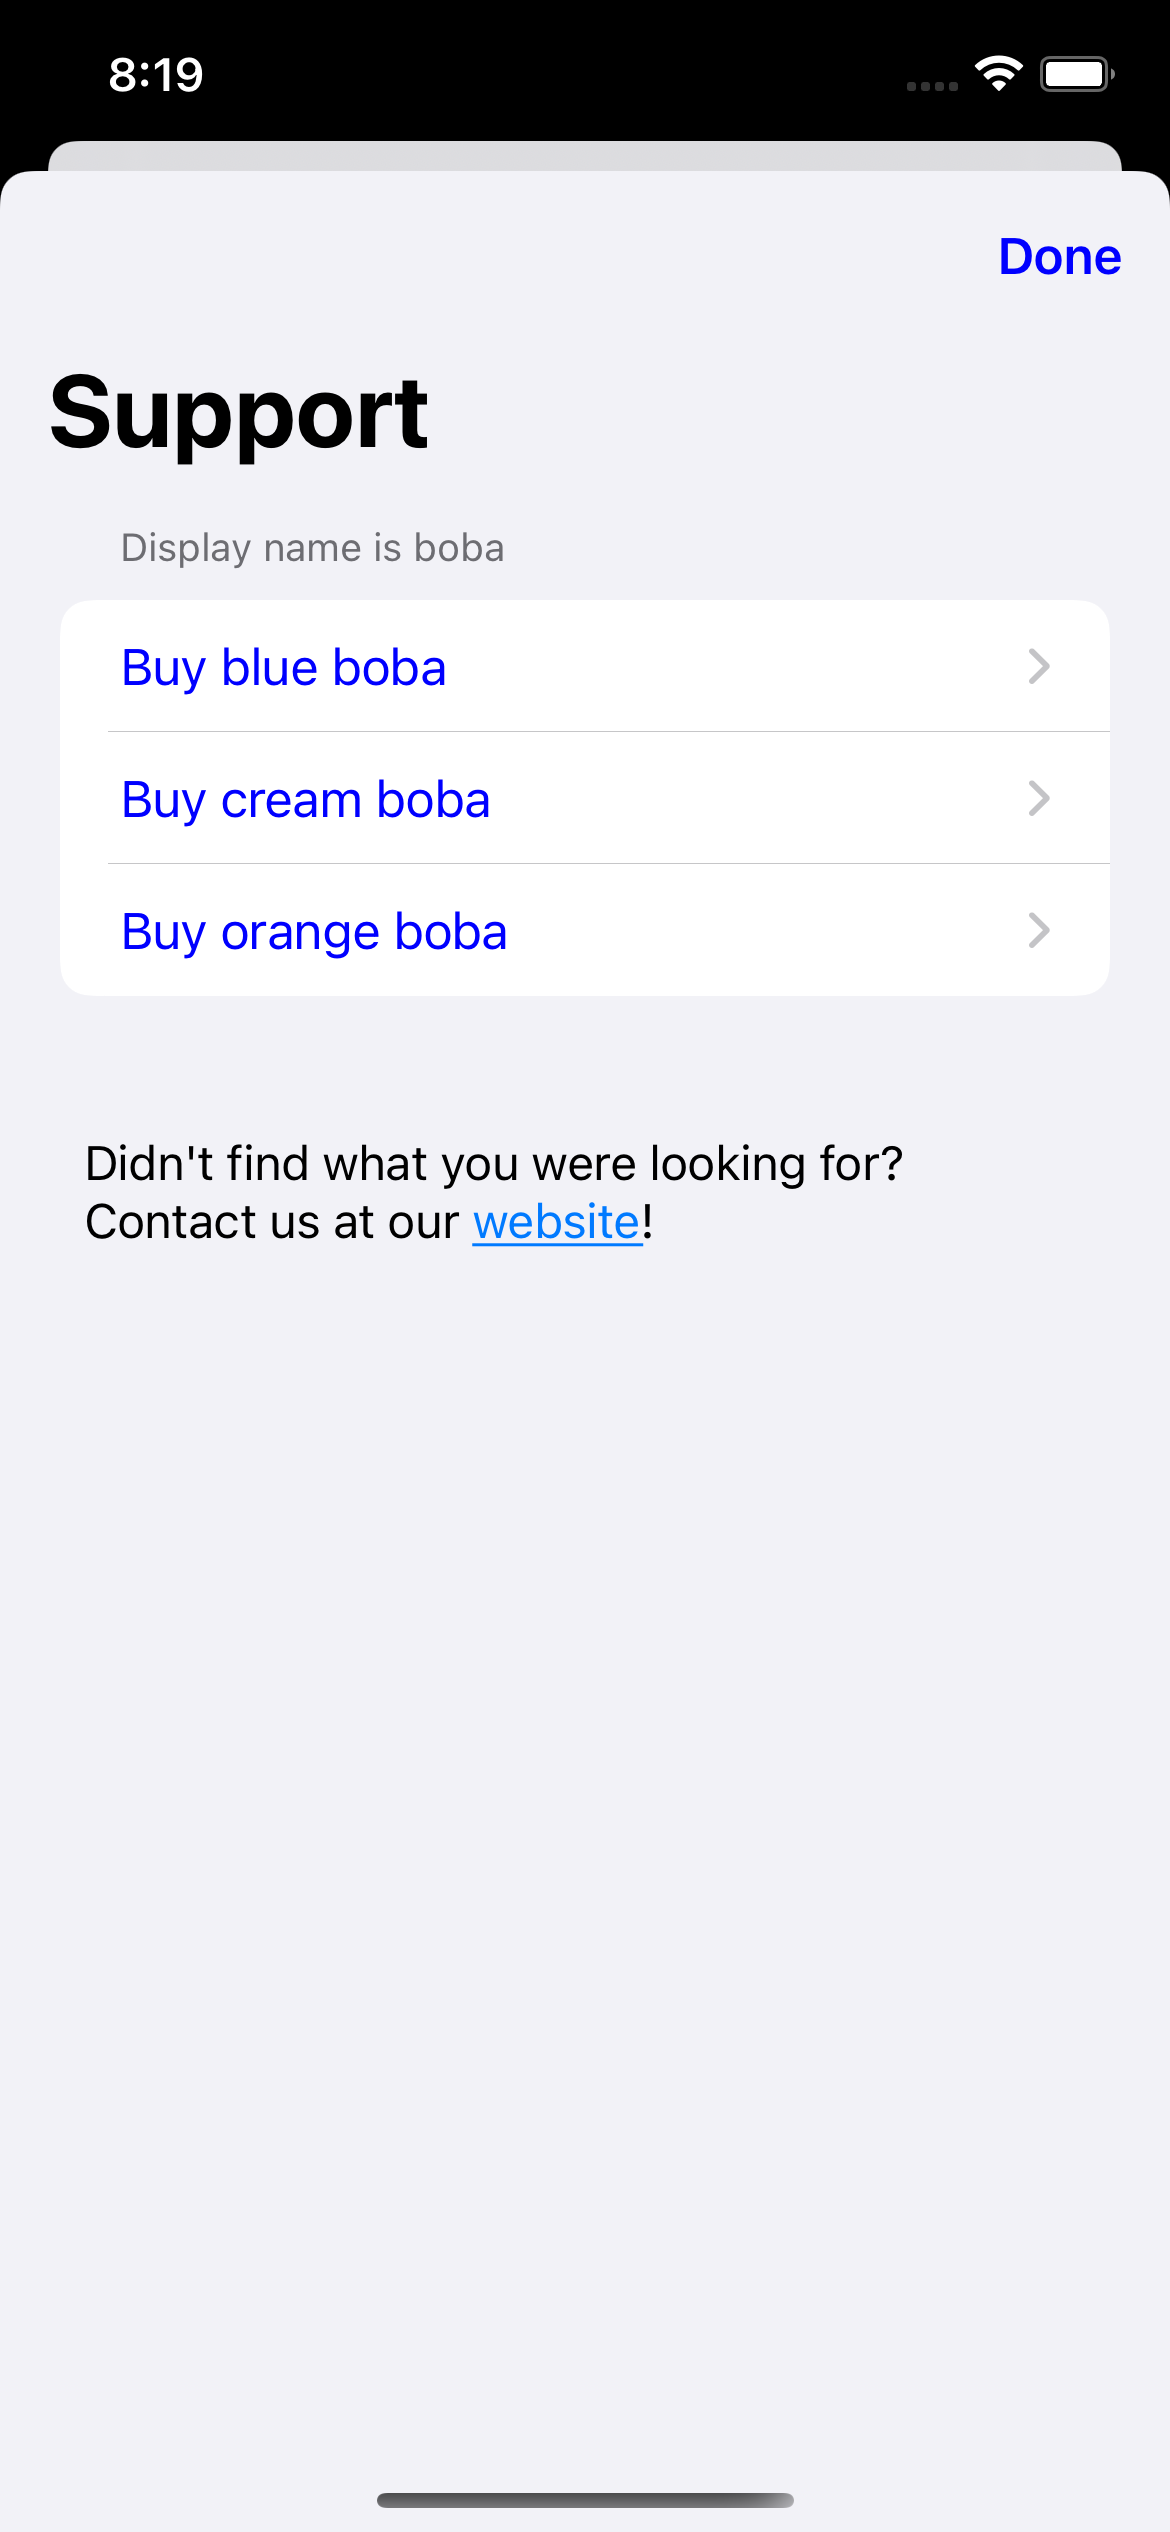 8:19
Done
Support
Display name is boba
Buy blue boba
Buy cream boba
Buy orange boba
Didn't find what you were looking for?
Contact us at our website!